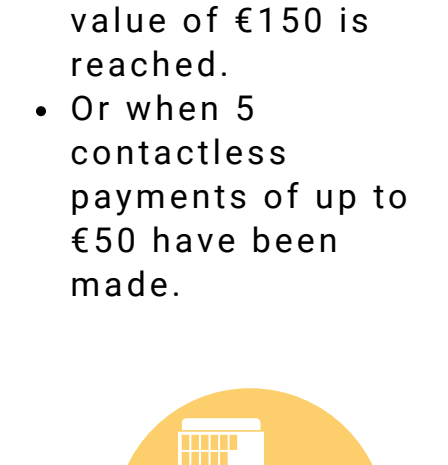 value of €150 is
reached.
• Or when 5
contactless
payments of up to
€50 have been
made.